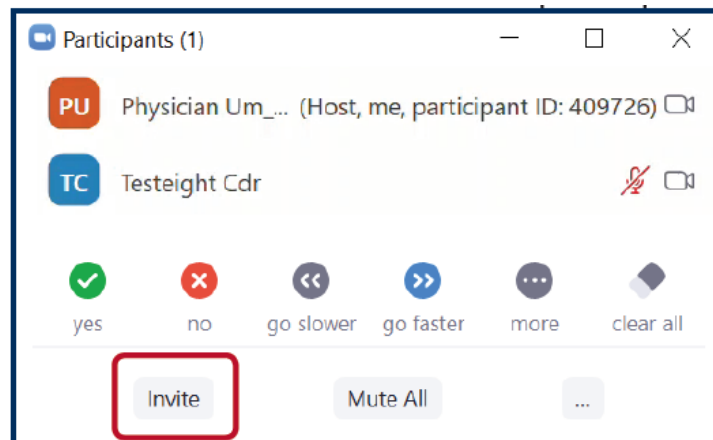 Participants (1)
PU Physician Um_... (Host, me, participant ID: 409726)
TC Testeight Cdr
yes no go slower go faster more clear all
Invite Mute All ...